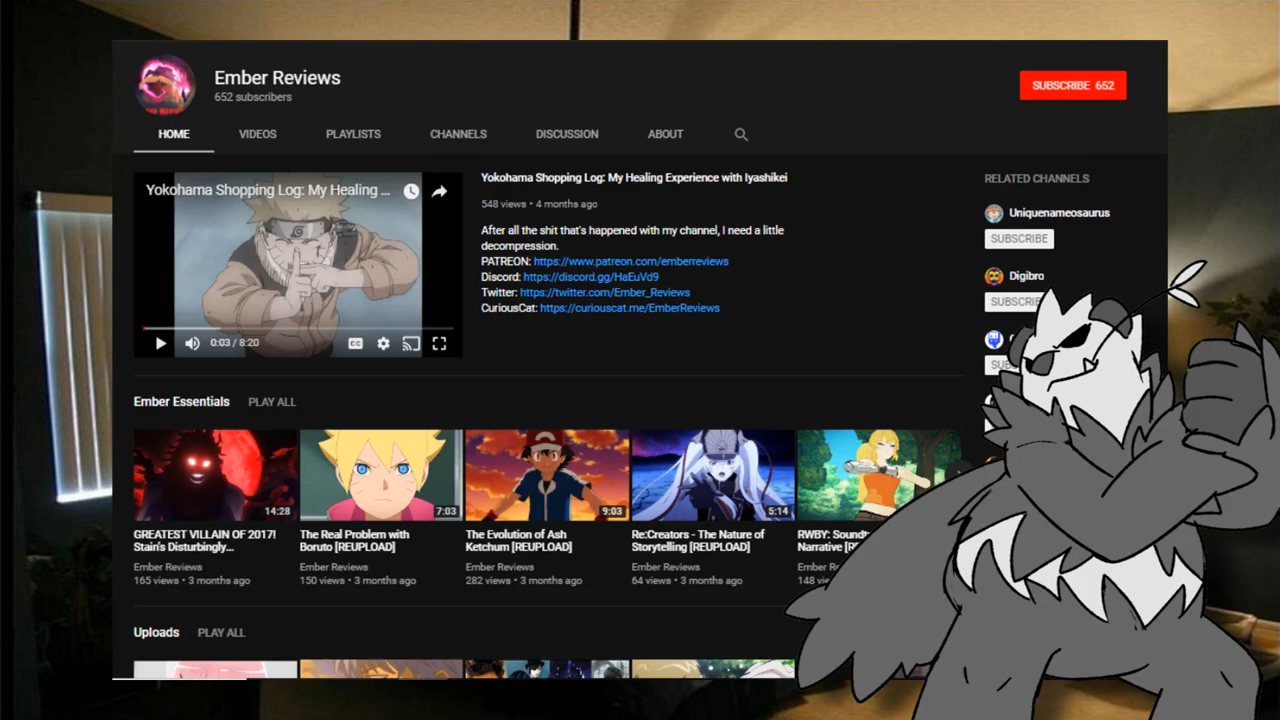 Ember Reviews
652 subscribers
SUBSCRIBE 652
HOME VIDEOS PLAYLISTS CHANNELS DISCUSSION ABOUT
Yokohama Shopping Log: My Healing ...
0:03 / 8:20
CC
Yokohama Shopping Log: My Healing Experience with Iyashikei
548 views • 4 months ago
After all the shit that's happened with my channel, I need a little
decompression.
PATREON: https://www.patreon.com/emberreviews
Discord: https://discord.gg/HaEuVd9
Twitter: https://twitter.com/Ember_Reviews
CuriousCat: https://curiouscat.me/EmberReviews
RELATED CHANNELS
Uniquenameosaurus
SUBSCRIBE
Digibro
Ember Essentials PLAY ALL
14:28
7:03
9:03
5:14
GREATEST VILLAIN OF 2017!
Stain's Disturbingly...
Ember Reviews
165 views • 3 months ago
The Real Problem with
Boruto [REUPLOAD]
Ember Reviews
150 views • 3 months ago
The Evolution of Ash
Ketchum [REUPLOAD]
Ember Reviews
282 views • 3 months ago
Re:Creators - The Nature of
Storytelling [REUPLOAD]
Ember Reviews
64 views • 3 months ago
RWBY:
Narrative
Ember
148
Uploads PLAY ALL